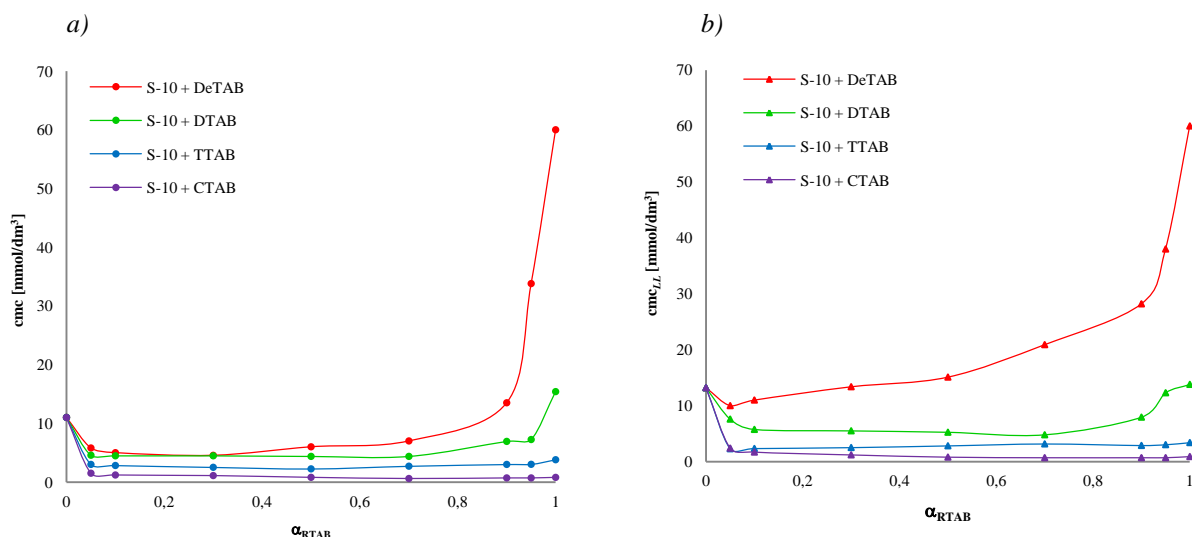 a)
70
60
50
40
30
20
10
0
cmc [mmol/dm³]
S-10 + DeTAB
S-10 + DTAB
S-10 + TTAB
S-10 + CTAB
0
0,2
0,4
0,6
0,8
1
α_RTAB
b)
70
60
50
40
30
20
10
0
cmc_LL [mmol/dm³]
S-10 + DeTAB
S-10 + DTAB
S-10 + TTAB
S-10 + CTAB
0
0,2
0,4
0,6
0,8
1
α_RTAB